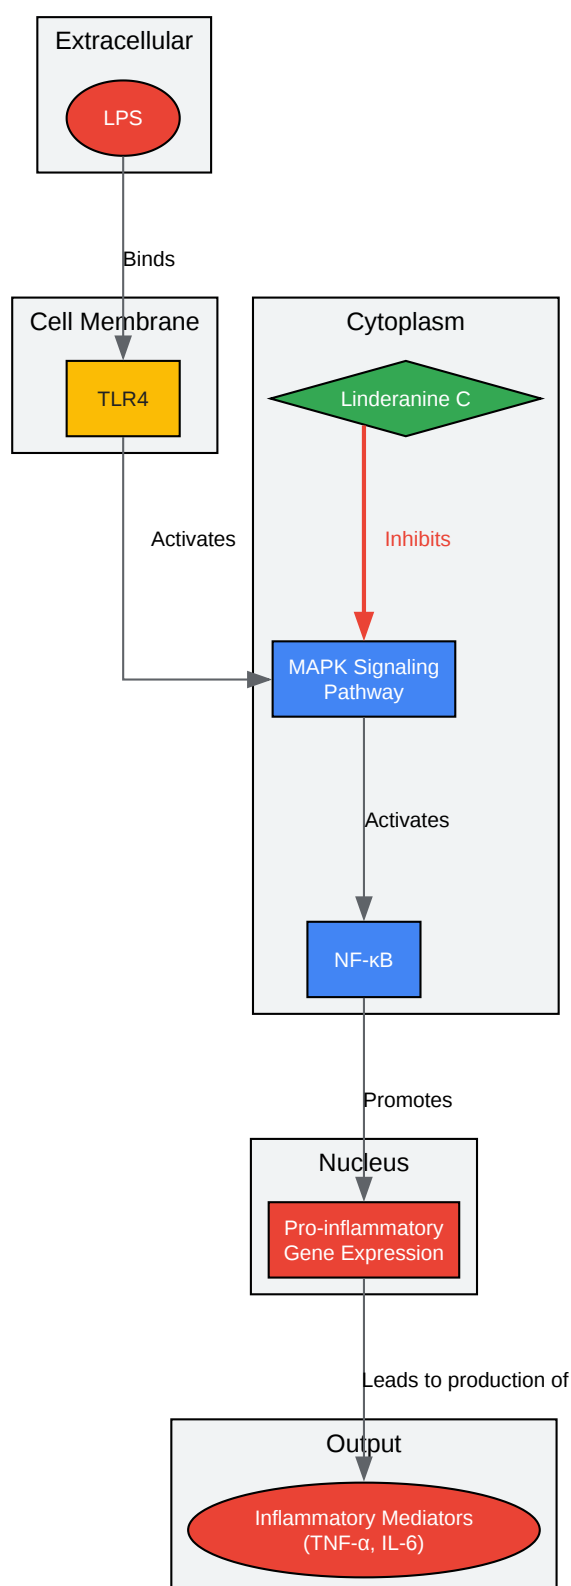 Extracellular
LPS
Binds
Cell Membrane
TLR4
Cytoplasm
Linderanine C
Activates
Inhibits
MAPK Signaling
Pathway
Activates
NF-κB
Promotes
Nucleus
Pro-inflammatory
Gene Expression
Leads to production of
Output
Inflammatory Mediators
(TNF-α, IL-6)